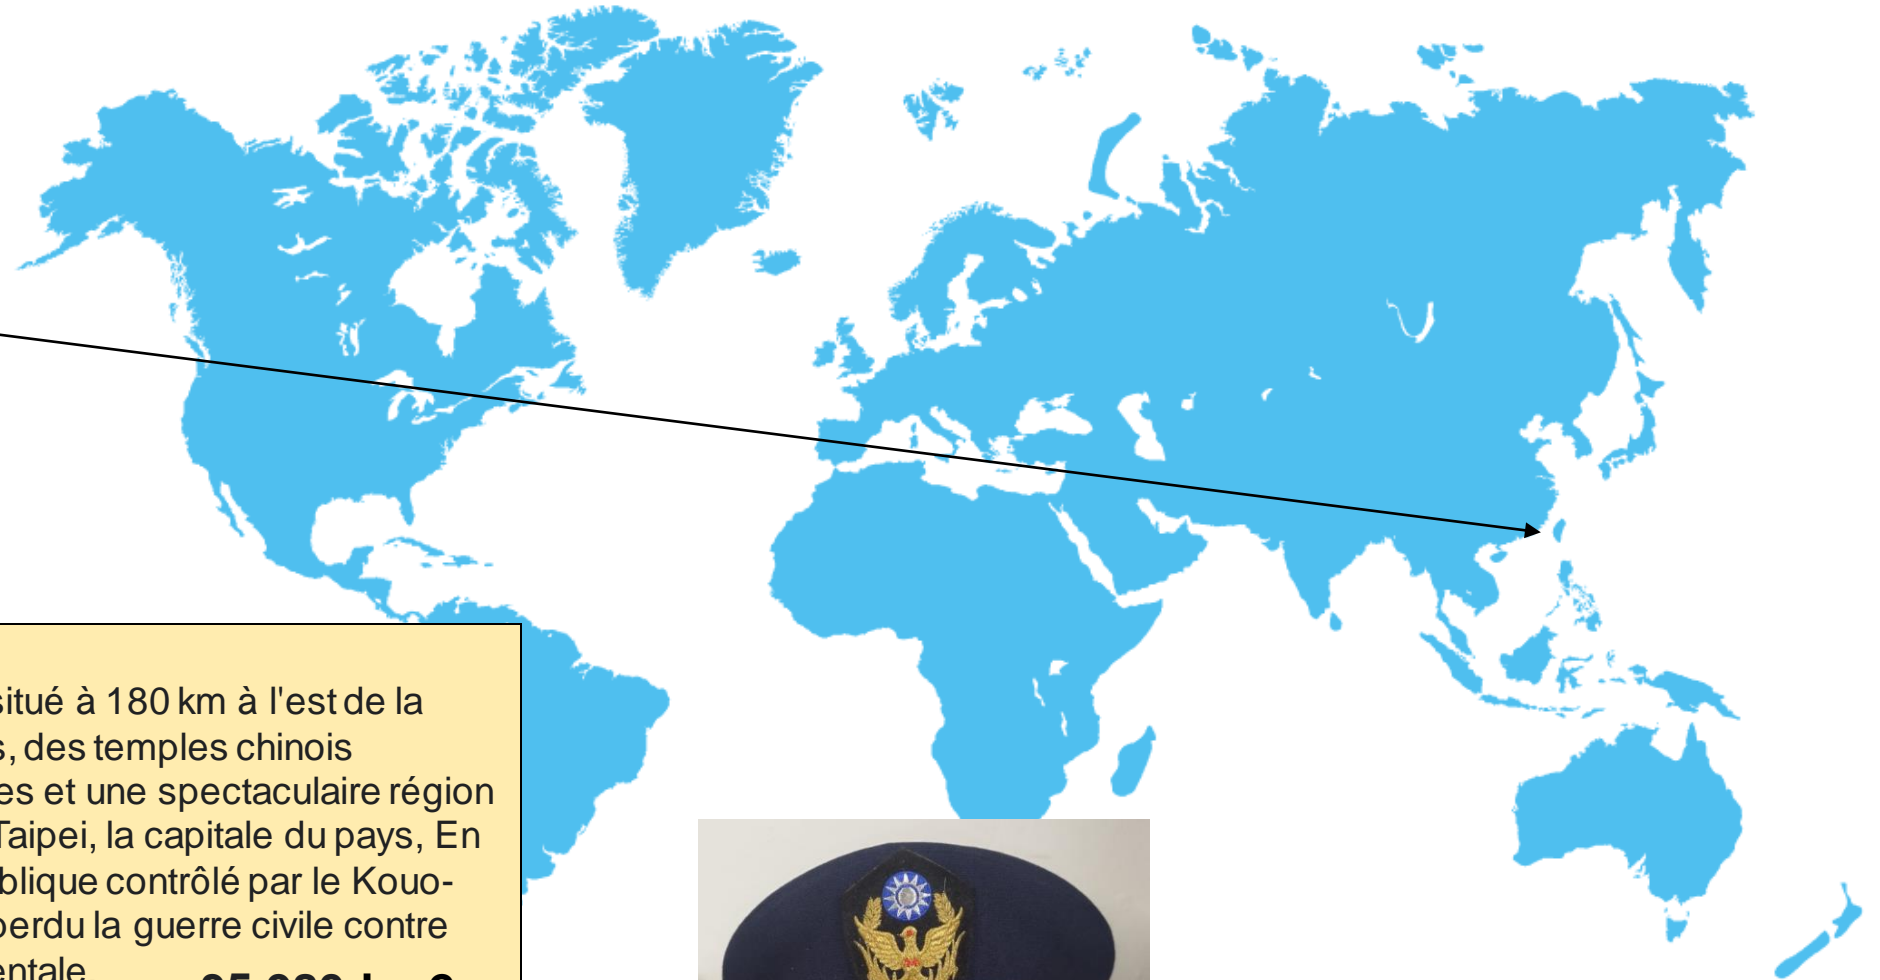 situé à 180 km à l'est de la
, des temples chinois
es et une spectaculaire région
Taipei, la capitale du pays, En
blique contrôlé par le Kouo-
perdu la guerre civile contre
entale.